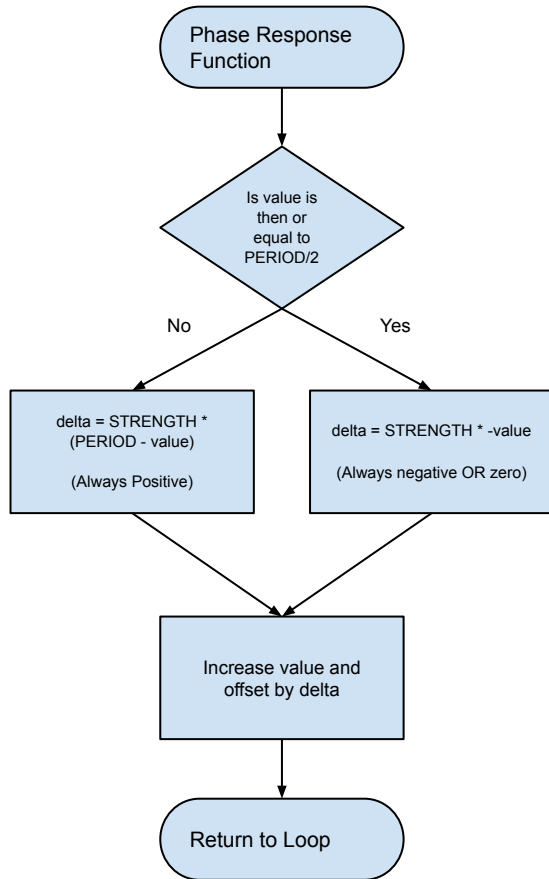 Phase Response
Function
Is value is
then or
equal to
PERIOD/2
No
Yes
delta = STRENGTH *
(PERIOD - value)
(Always Positive)
delta = STRENGTH * -value
(Always negative OR zero)
Increase value and
offset by delta
Return to Loop